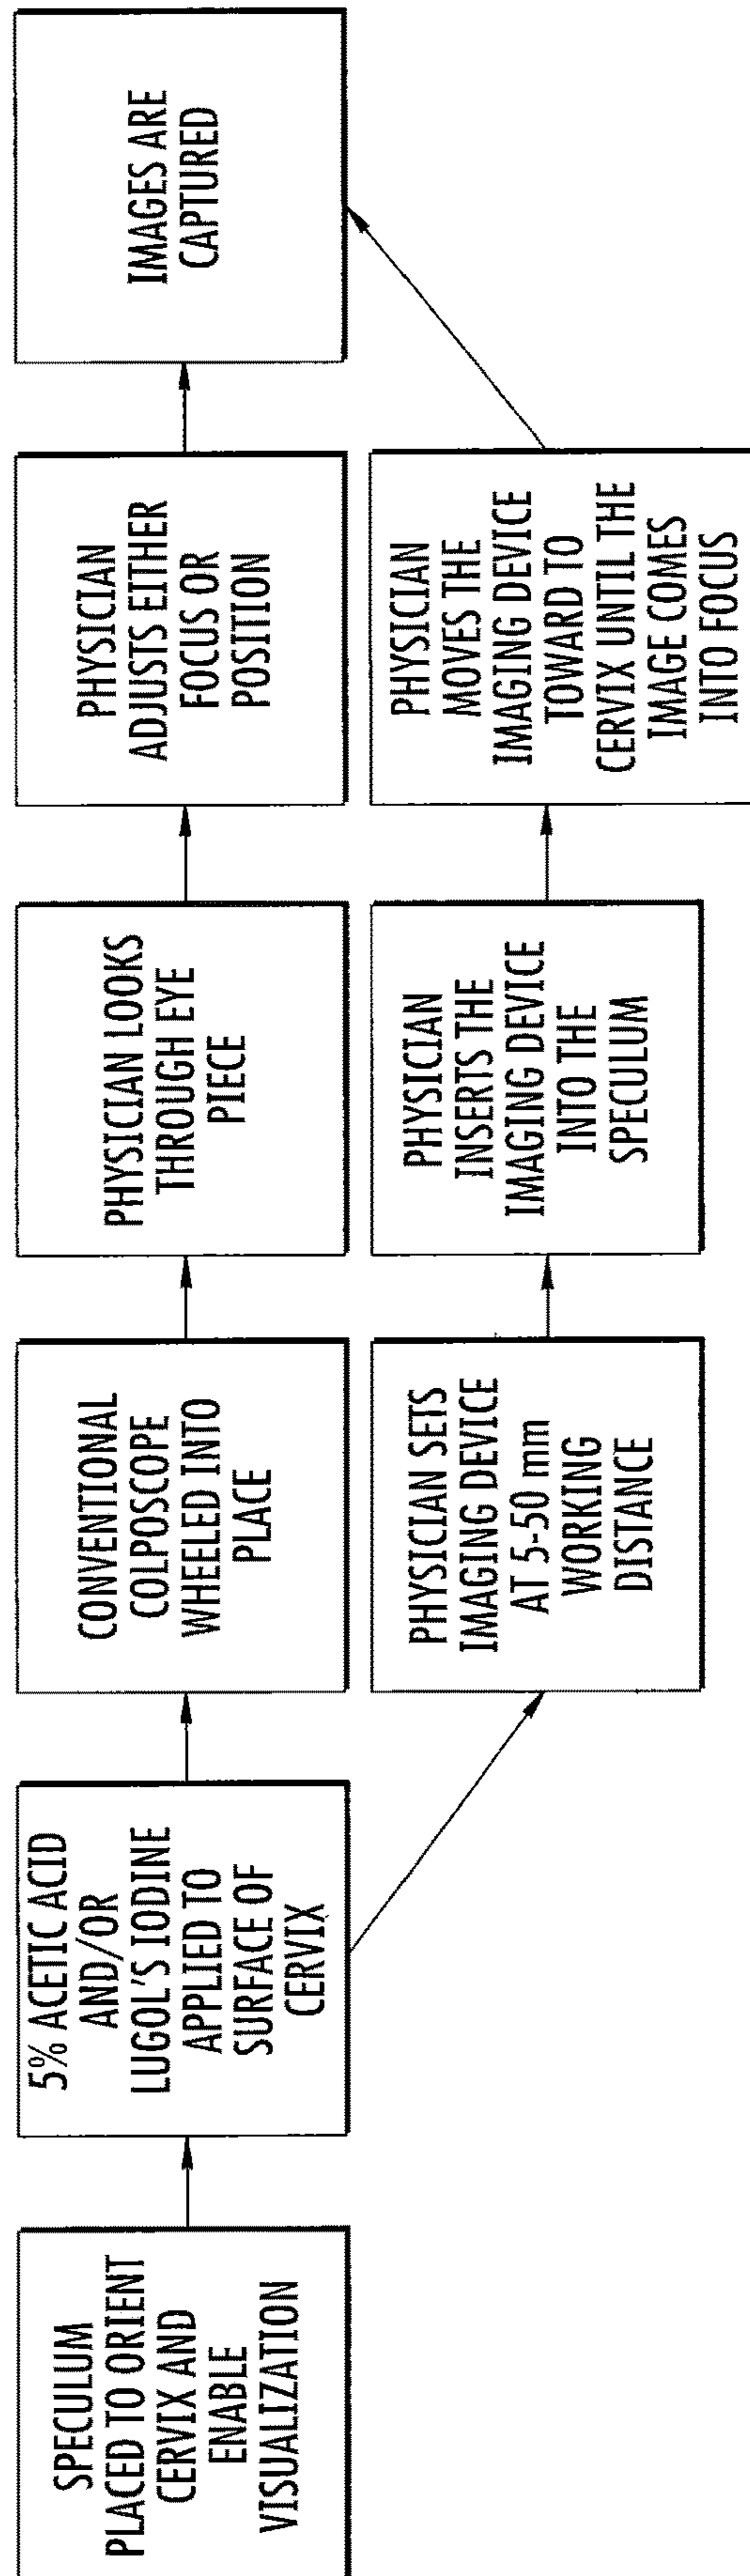 SPECULUM
PLACED TO ORIENT
CERVIX AND
ENABLE
VISUALIZATION
5% ACETIC ACID
AND/OR
LUGOL'S IODINE
APPLIED TO
SURFACE OF
CERVIX
CONVENTIONAL
COLPOSCOPE
WHEELED INTO
PLACE
PHYSICIAN LOOKS
THROUGH EYE
PIECE
PHYSICIAN
ADJUSTS EITHER
FOCUS OR
POSITION
IMAGES ARE
CAPTURED
PHYSICIAN SETS
IMAGING DEVICE
AT 5-50 mm
WORKING
DISTANCE
PHYSICIAN
INSERTS THE
IMAGING DEVICE
INTO THE
SPECULUM
PHYSICIAN
MOVES THE
IMAGING DEVICE
TOWARD TO
CERVIX UNTIL THE
IMAGE COMES
INTO FOCUS